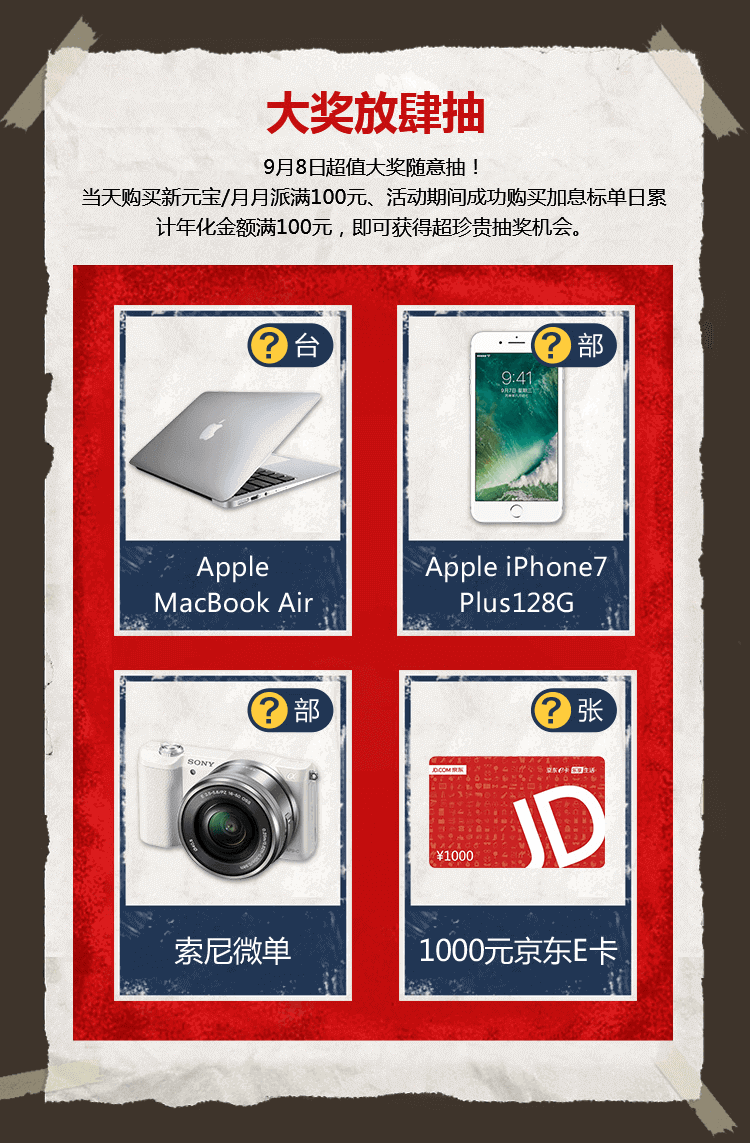 大奖放肆抽
9月8日超值大奖随意抽！
当天购买新元宝/月月派满100元、活动期间成功购买加息标单日累
计年化金额满100元，即可获得超珍贵抽奖机会。
? 台
? 部
9:41
Apple
MacBook Air
Apple iPhone7
Plus128G
? 部
? 张
SONY
JD.COM 京东
JD
¥1000
索尼微单
1000元京东E卡